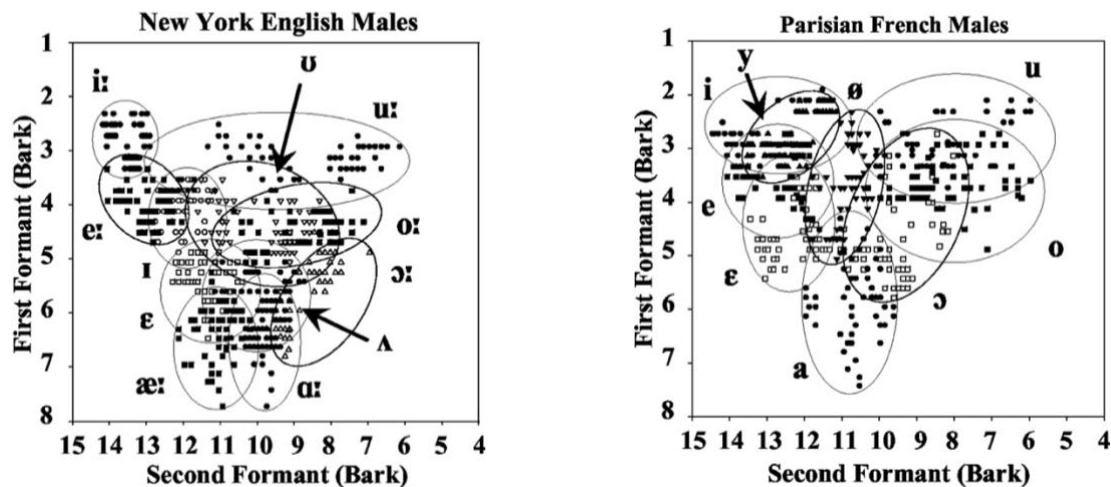 New York English Males
1
2
3
4
5
6
7
8
First Formant (Bark)
iː
ʊ
uː
eː
oː
ɪ
ɔː
ɛ
ʌ
æː
ɑː
15 14 13 12 11 10 9 8 7 6 5 4
Second Formant (Bark)
Parisian French Males
1
2
3
4
5
6
7
8
First Formant (Bark)
y
i
ø
u
e
o
ɛ
ɔ
a
15 14 13 12 11 10 9 8 7 6 5 4
Second Formant (Bark)